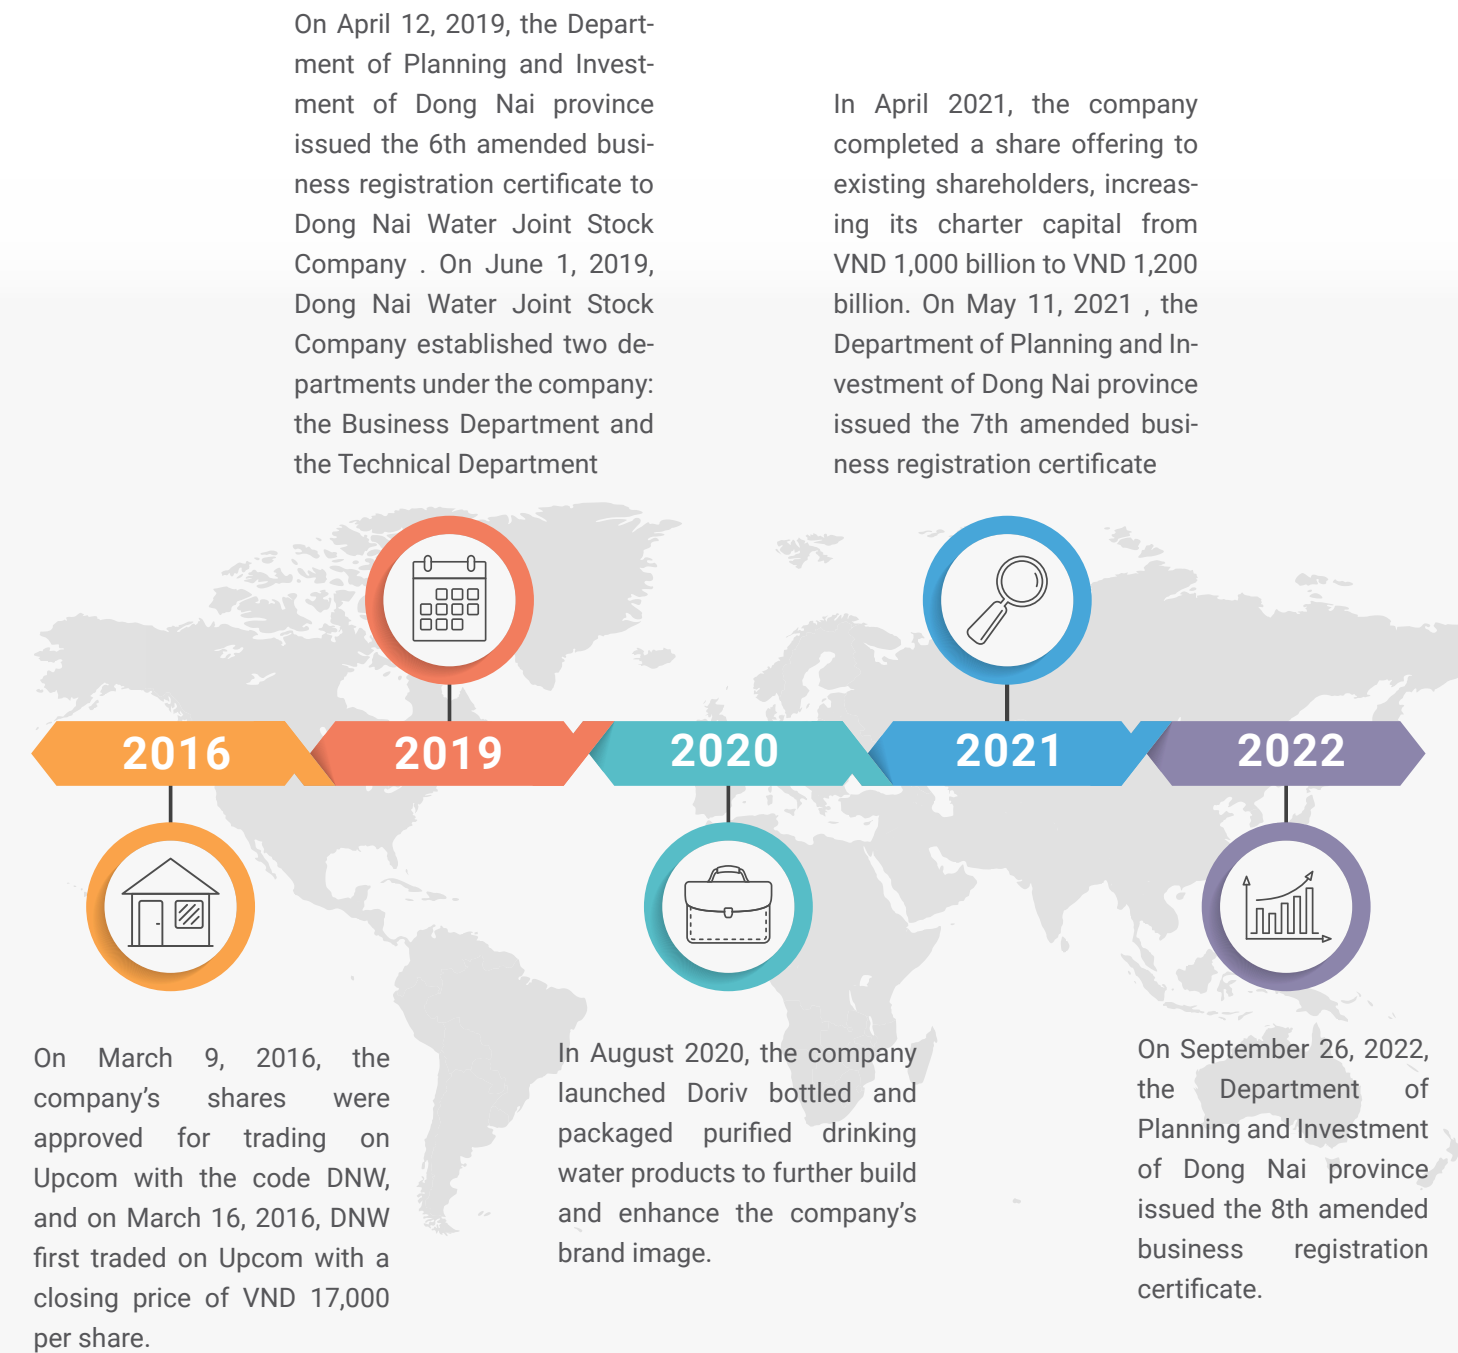 On April 12, 2019, the Depart-
ment of Planning and Invest-
ment of Dong Nai province
issued the 6th amended busi-
ness registration certificate to
Dong Nai Water Joint Stock
Company . On June 1, 2019,
Dong Nai Water Joint Stock
Company established two de-
partments under the company:
the Business Department and
the Technical Department
In April 2021, the company
completed a share offering to
existing shareholders, increas-
ing its charter capital from
VND 1,000 billion to VND 1,200
billion. On May 11, 2021 , the
Department of Planning and In-
vestment of Dong Nai province
issued the 7th amended busi-
ness registration certificate
2016
2019
2020
2021
2022
On March 9, 2016, the
company's shares were
approved for trading on
Upcom with the code DNW,
and on March 16, 2016, DNW
first traded on Upcom with a
closing price of VND 17,000
per share.
In August 2020, the company
launched Doriv bottled and
packaged purified drinking
water products to further build
and enhance the company's
brand image.
On September 26, 2022,
the Department of
Planning and Investment
of Dong Nai province
issued the 8th amended
business registration
certificate.